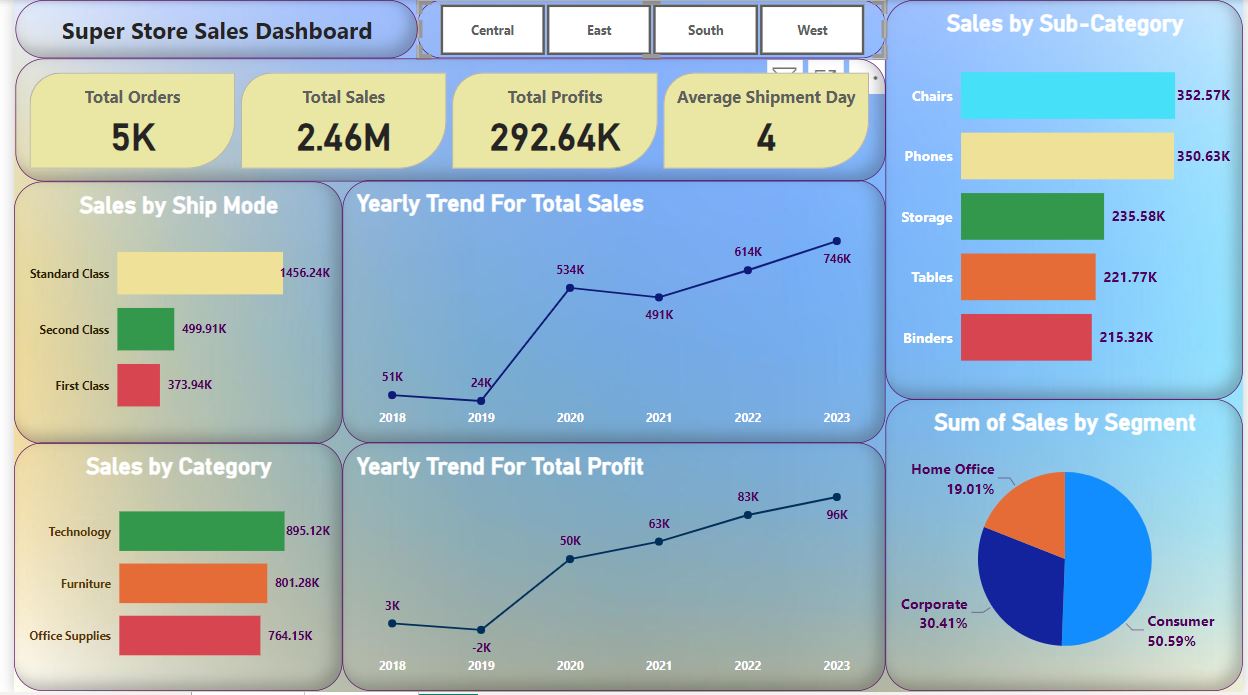 Super Store Sales Dashboard
Central
East
South
West
Total Orders
5K
Total Sales
2.46M
Total Profits
292.64K
Average Shipment Day
4
Sales by Ship Mode
Standard Class 1456.24K
Second Class 499.91K
First Class 373.94K
Yearly Trend For Total Sales
51K
24K
534K
491K
614K
746K
2018 2019 2020 2021 2022 2023
Sales by Category
Technology 895.12K
Furniture 801.28K
Office Supplies 764.15K
Yearly Trend For Total Profit
3K
-2K
50K
63K
83K
96K
2018 2019 2020 2021 2022 2023
Sales by Sub-Category
Chairs 352.57K
Phones 350.63K
Storage 235.58K
Tables 221.77K
Binders 215.32K
Sum of Sales by Segment
Home Office
19.01%
Corporate
30.41%
Consumer
50.59%